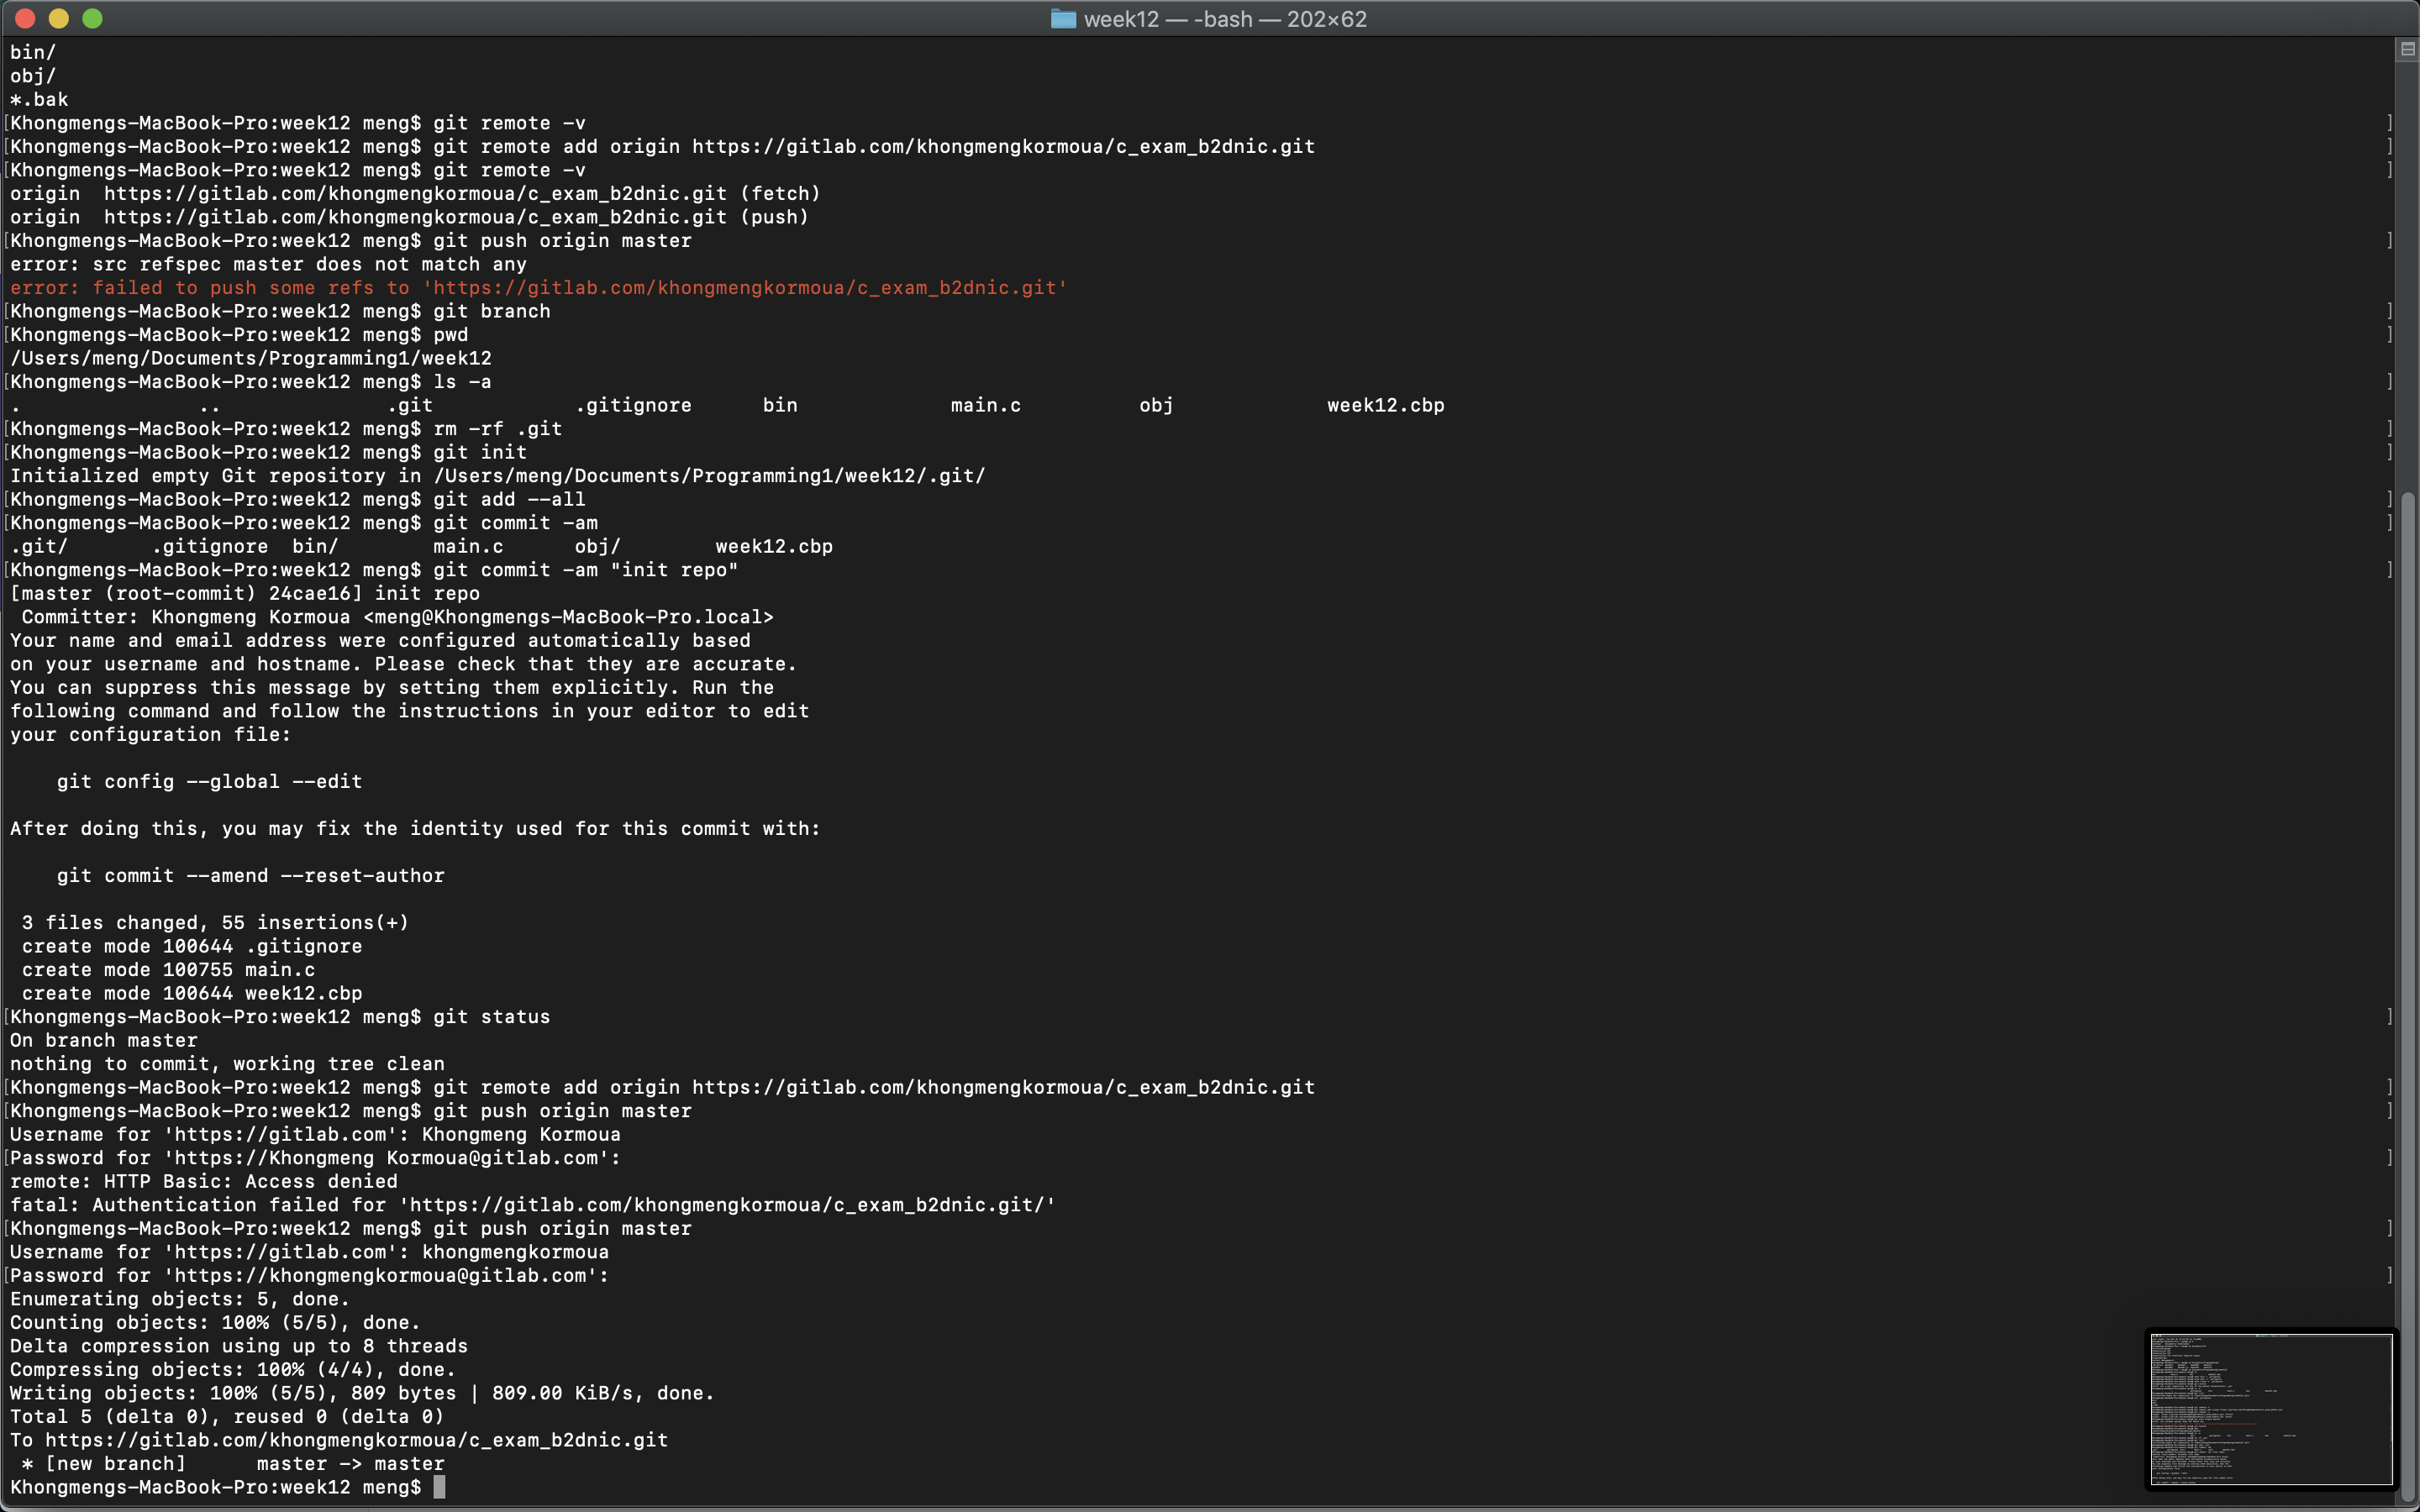 week12 — -bash — 202×62
bin/
obj/
*.bak
[Khongmengs-MacBook-Pro:week12 meng$ git remote -v ]
[Khongmengs-MacBook-Pro:week12 meng$ git remote add origin https://gitlab.com/khongmengkormoua/c_exam_b2dnic.git ]
[Khongmengs-MacBook-Pro:week12 meng$ git remote -v ]
origin  https://gitlab.com/khongmengkormoua/c_exam_b2dnic.git (fetch)
origin  https://gitlab.com/khongmengkormoua/c_exam_b2dnic.git (push)
[Khongmengs-MacBook-Pro:week12 meng$ git push origin master ]
error: src refspec master does not match any
error: failed to push some refs to 'https://gitlab.com/khongmengkormoua/c_exam_b2dnic.git'
[Khongmengs-MacBook-Pro:week12 meng$ git branch ]
[Khongmengs-MacBook-Pro:week12 meng$ pwd ]
/Users/meng/Documents/Programming1/week12
[Khongmengs-MacBook-Pro:week12 meng$ ls -a ]
.               ..              .git            .gitignore      bin             main.c          obj             week12.cbp
[Khongmengs-MacBook-Pro:week12 meng$ rm -rf .git ]
[Khongmengs-MacBook-Pro:week12 meng$ git init ]
Initialized empty Git repository in /Users/meng/Documents/Programming1/week12/.git/
[Khongmengs-MacBook-Pro:week12 meng$ git add --all ]
[Khongmengs-MacBook-Pro:week12 meng$ git commit -am ]
.git/       .gitignore  bin/        main.c      obj/        week12.cbp
[Khongmengs-MacBook-Pro:week12 meng$ git commit -am "init repo" ]
[master (root-commit) 24cae16] init repo
 Committer: Khongmeng Kormoua <meng@Khongmengs-MacBook-Pro.local>
Your name and email address were configured automatically based
on your username and hostname. Please check that they are accurate.
You can suppress this message by setting them explicitly. Run the
following command and follow the instructions in your editor to edit
your configuration file:
    git config --global --edit
After doing this, you may fix the identity used for this commit with:
    git commit --amend --reset-author
 3 files changed, 55 insertions(+)
 create mode 100644 .gitignore
 create mode 100755 main.c
 create mode 100644 week12.cbp
[Khongmengs-MacBook-Pro:week12 meng$ git status ]
On branch master
nothing to commit, working tree clean
[Khongmengs-MacBook-Pro:week12 meng$ git remote add origin https://gitlab.com/khongmengkormoua/c_exam_b2dnic.git ]
[Khongmengs-MacBook-Pro:week12 meng$ git push origin master ]
Username for 'https://gitlab.com': Khongmeng Kormoua
[Password for 'https://Khongmeng Kormoua@gitlab.com': ]
remote: HTTP Basic: Access denied
fatal: Authentication failed for 'https://gitlab.com/khongmengkormoua/c_exam_b2dnic.git/'
[Khongmengs-MacBook-Pro:week12 meng$ git push origin master ]
Username for 'https://gitlab.com': khongmengkormoua
[Password for 'https://khongmengkormoua@gitlab.com': ]
Enumerating objects: 5, done.
Counting objects: 100% (5/5), done.
Delta compression using up to 8 threads
Compressing objects: 100% (4/4), done.
Writing objects: 100% (5/5), 809 bytes | 809.00 KiB/s, done.
Total 5 (delta 0), reused 0 (delta 0)
To https://gitlab.com/khongmengkormoua/c_exam_b2dnic.git
 * [new branch]      master -> master
Khongmengs-MacBook-Pro:week12 meng$